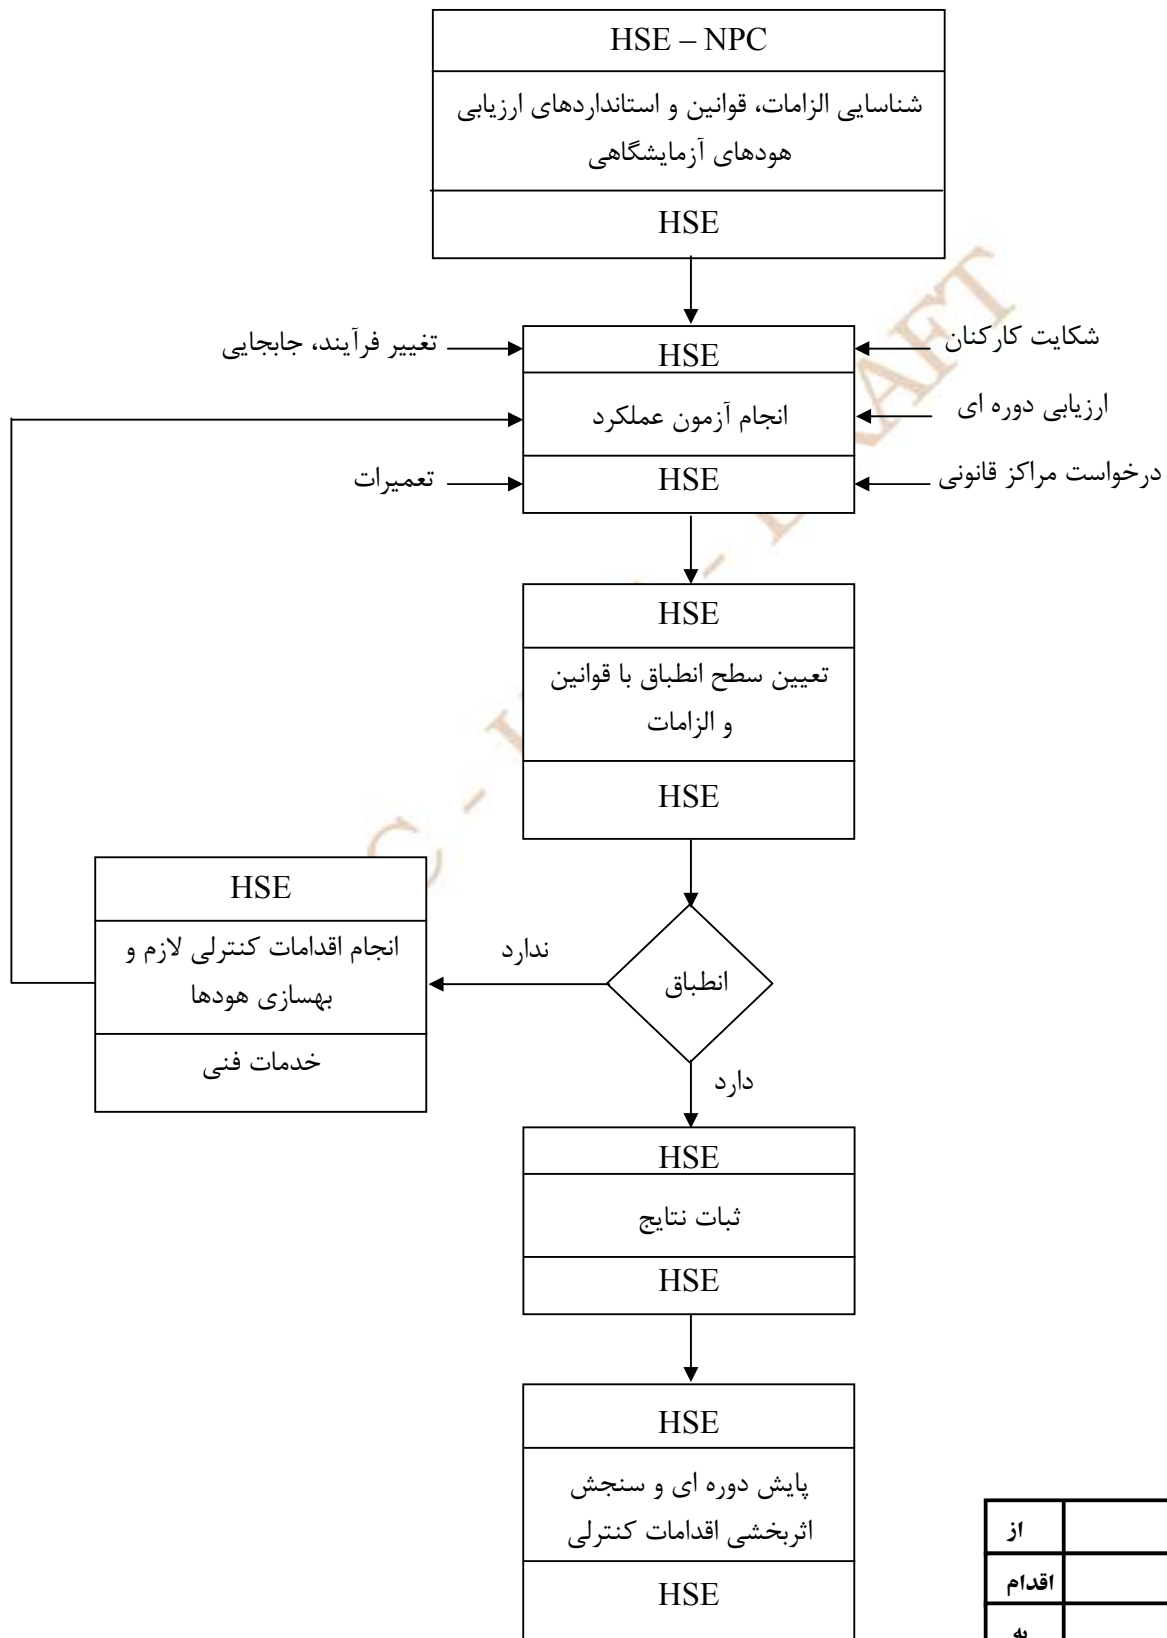 HSE – NPC
شناسایی الزامات، قوانین و استانداردهای ارزیابی
هودهای آزمایشگاهی
HSE
تغییر فرآیند، جابجایی
HSE
شکایت کارکنان
انجام آزمون عملکرد
ارزیابی دوره ای
تعمیرات
HSE
درخواست مراکز قانونی
HSE
تعیین سطح انطباق با قوانین
و الزامات
HSE
HSE
انجام اقدامات کنترلی لازم و
بهسازی هودها
خدمات فنی
ندارد
انطباق
دارد
HSE
ثبات نتایج
HSE
HSE
پایش دوره ای و سنجش
اثربخشی اقدامات کنترلی
HSE
از
اقدام
به